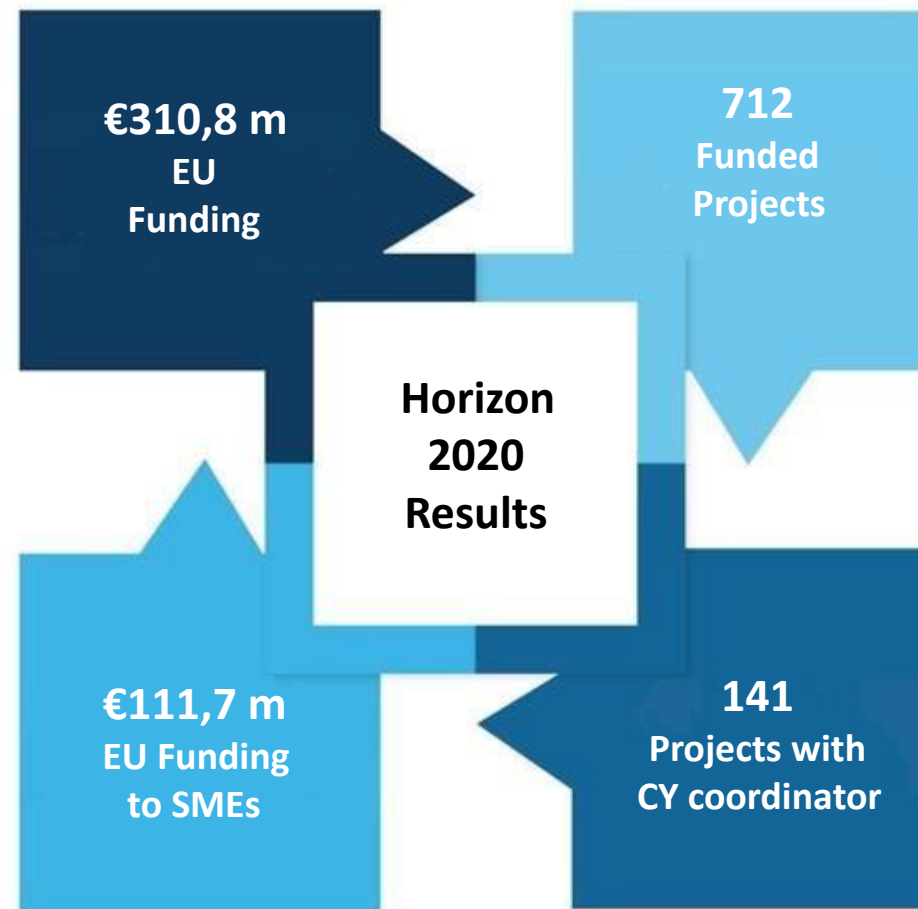 €310,8 m
EU
Funding
712
Funded
Projects
Horizon
2020
Results
€111,7 m
EU Funding
to SMEs
141
Projects with
CY coordinator